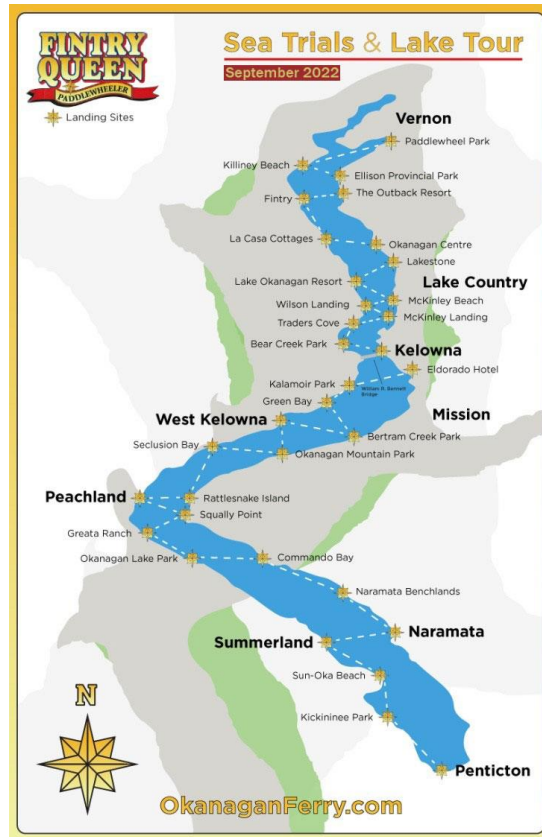 FINTRY
QUEEN
PADDLEWHEELER
Landing Sites
Sea Trials & Lake Tour
September 2022
Vernon
Paddlewheel Park
Killiney Beach
Ellison Provincial Park
The Outback Resort
Fintry
La Casa Cottages
Okanagan Centre
Lakestone
Lake Okanagan Resort
Lake Country
McKinley Beach
Wilson Landing
McKinley Landing
Traders Cove
Bear Creek Park
Kelowna
Eldorado Hotel
Kalamoir Park
William R. Bennett
Bridge
Green Bay
Mission
West Kelowna
Bertram Creek Park
Seclusion Bay
Okanagan Mountain Park
Peachland
Rattlesnake Island
Squally Point
Greata Ranch
Okanagan Lake Park
Commando Bay
Naramata Benchlands
Naramata
Summerland
Sun-Oka Beach
Kickininee Park
N
Penticton
OkanaganFerry.com